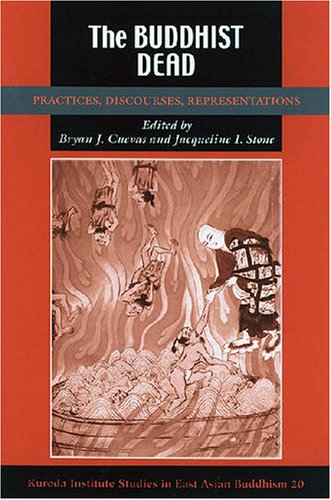 The BUDDHIST
DEAD
PRACTICES, DISCOURSES, REPRESENTATIONS
Edited by
Bryan J. Cuevas and Jacqueline I. Stone
Kuroda Institute Studies in East Asian Buddhism 20